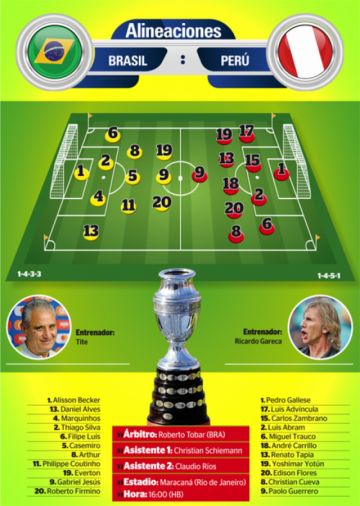 Alineaciones
BRASIL : PERÚ
6 8 19 19 17
1 2 5 9 9 13 15 1
4 11 20 18 2
13 20 8 6
1-4-3-3
1-4-5-1
Entrenador:
Tite
Entrenador:
Ricardo Gareca
1. Alisson Becker
13. Daniel Alves
4. Marquinhos
2. Thiago Silva
6. Filipe Luis
5. Casemiro
8. Arthur
11. Philippe Coutinho
19. Everton
9. Gabriel Jesús
20. Roberto Firmino
Árbitro: Roberto Tobar (BRA)
Asistente 1: Christian Schiemann
Asistente 2: Claudio Ríos
Estadio: Maracaná (Río de Janeiro)
Hora: 16:00 (HB)
1. Pedro Gallese
17. Luis Advíncula
15. Carlos Zambrano
2. Luis Abram
6. Miguel Trauco
18. André Carrillo
13. Renato Tapia
19. Yoshimar Yotún
20. Edison Flores
8. Christian Cueva
9. Paolo Guerrero